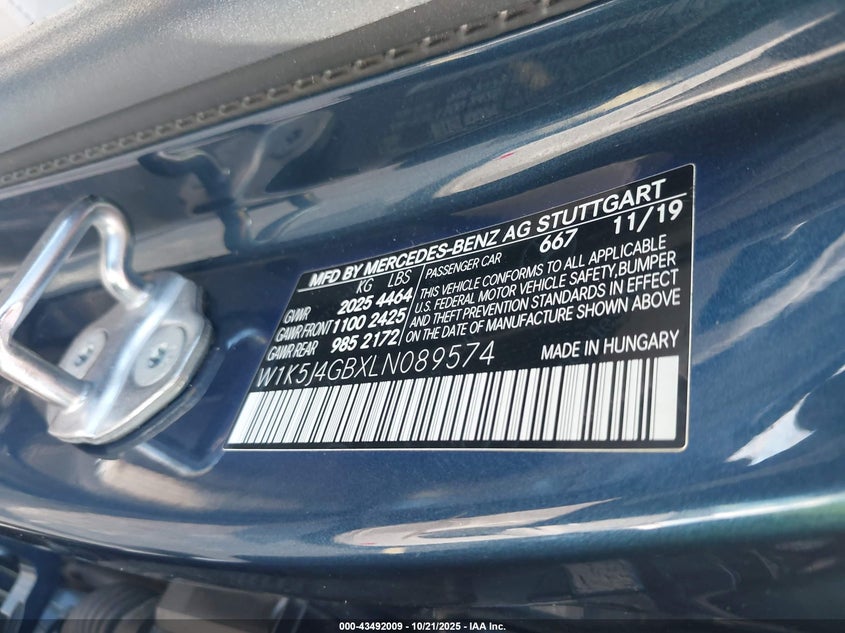 MFD BY MERCEDES-BENZ AG STUTTGART
KG LBS
GVWR 2025 4464
GAWR FRONT 1100 2425
GAWR REAR 985 2172
PASSENGER CAR 667 11/19
THIS VEHICLE CONFORMS TO ALL APPLICABLE
U.S. FEDERAL MOTOR VEHICLE SAFETY, BUMPER
AND THEFT PREVENTION STANDARDS IN EFFECT
ON THE DATE OF MANUFACTURE SHOWN ABOVE
W1K5J4GBXLN089574
MADE IN HUNGARY
000-43492009 - 10/21/2025 - IAA Inc.